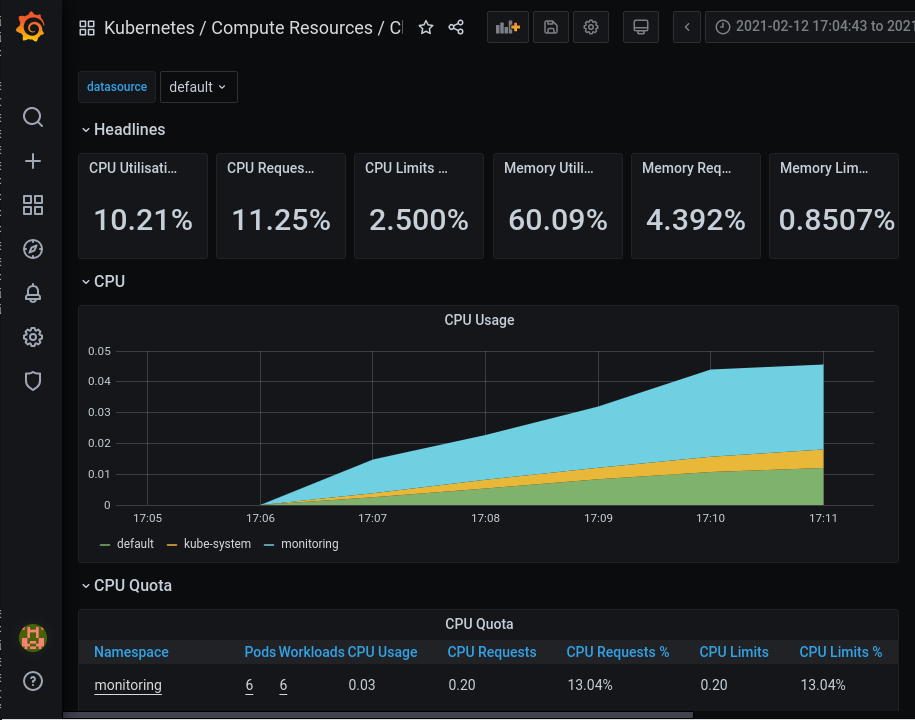 Kubernetes / Compute Resources / Cl
2021-02-12 17:04:43 to 2021
datasource default
Headlines
CPU Utilisati... CPU Reques... CPU Limits ... Memory Utili... Memory Req... Memory Lim...
10.21% 11.25% 2.500% 60.09% 4.392% 0.8507%
CPU
CPU Usage
0.05
0.04
0.03
0.02
0.01
0
17:05 17:06 17:07 17:08 17:09 17:10 17:11
default kube-system monitoring
CPU Quota
CPU Quota
Namespace Pods Workloads CPU Usage CPU Requests CPU Requests % CPU Limits CPU Limits %
monitoring 6 6 0.03 0.20 13.04% 0.20 13.04%